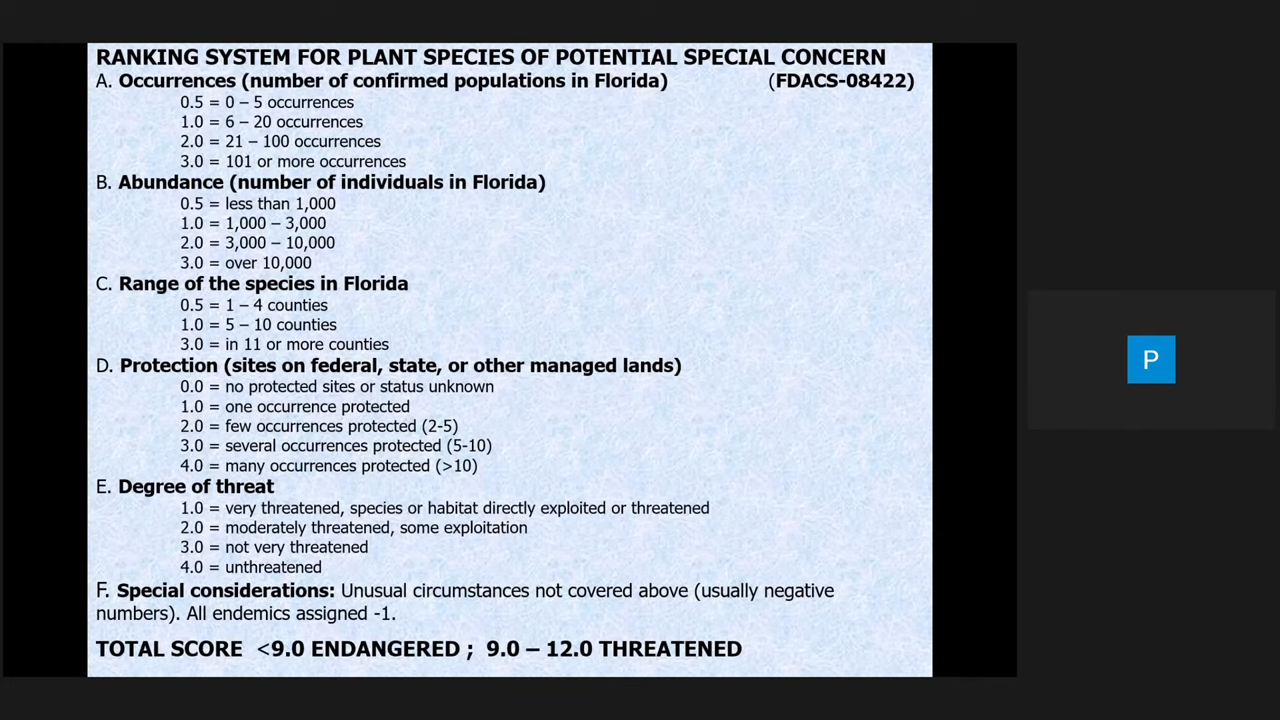 RANKING SYSTEM FOR PLANT SPECIES OF POTENTIAL SPECIAL CONCERN
A. Occurrences (number of confirmed populations in Florida) (FDACS-08422)
0.5 = 0 – 5 occurrences
1.0 = 6 – 20 occurrences
2.0 = 21 – 100 occurrences
3.0 = 101 or more occurrences
B. Abundance (number of individuals in Florida)
0.5 = less than 1,000
1.0 = 1,000 – 3,000
2.0 = 3,000 – 10,000
3.0 = over 10,000
C. Range of the species in Florida
0.5 = 1 – 4 counties
1.0 = 5 – 10 counties
3.0 = in 11 or more counties
D. Protection (sites on federal, state, or other managed lands)
0.0 = no protected sites or status unknown
1.0 = one occurrence protected
2.0 = few occurrences protected (2-5)
3.0 = several occurrences protected (5-10)
4.0 = many occurrences protected (>10)
E. Degree of threat
1.0 = very threatened, species or habitat directly exploited or threatened
2.0 = moderately threatened, some exploitation
3.0 = not very threatened
4.0 = unthreatened
F. Special considerations: Unusual circumstances not covered above (usually negative
numbers). All endemics assigned -1.
TOTAL SCORE <9.0 ENDANGERED ; 9.0 – 12.0 THREATENED
P